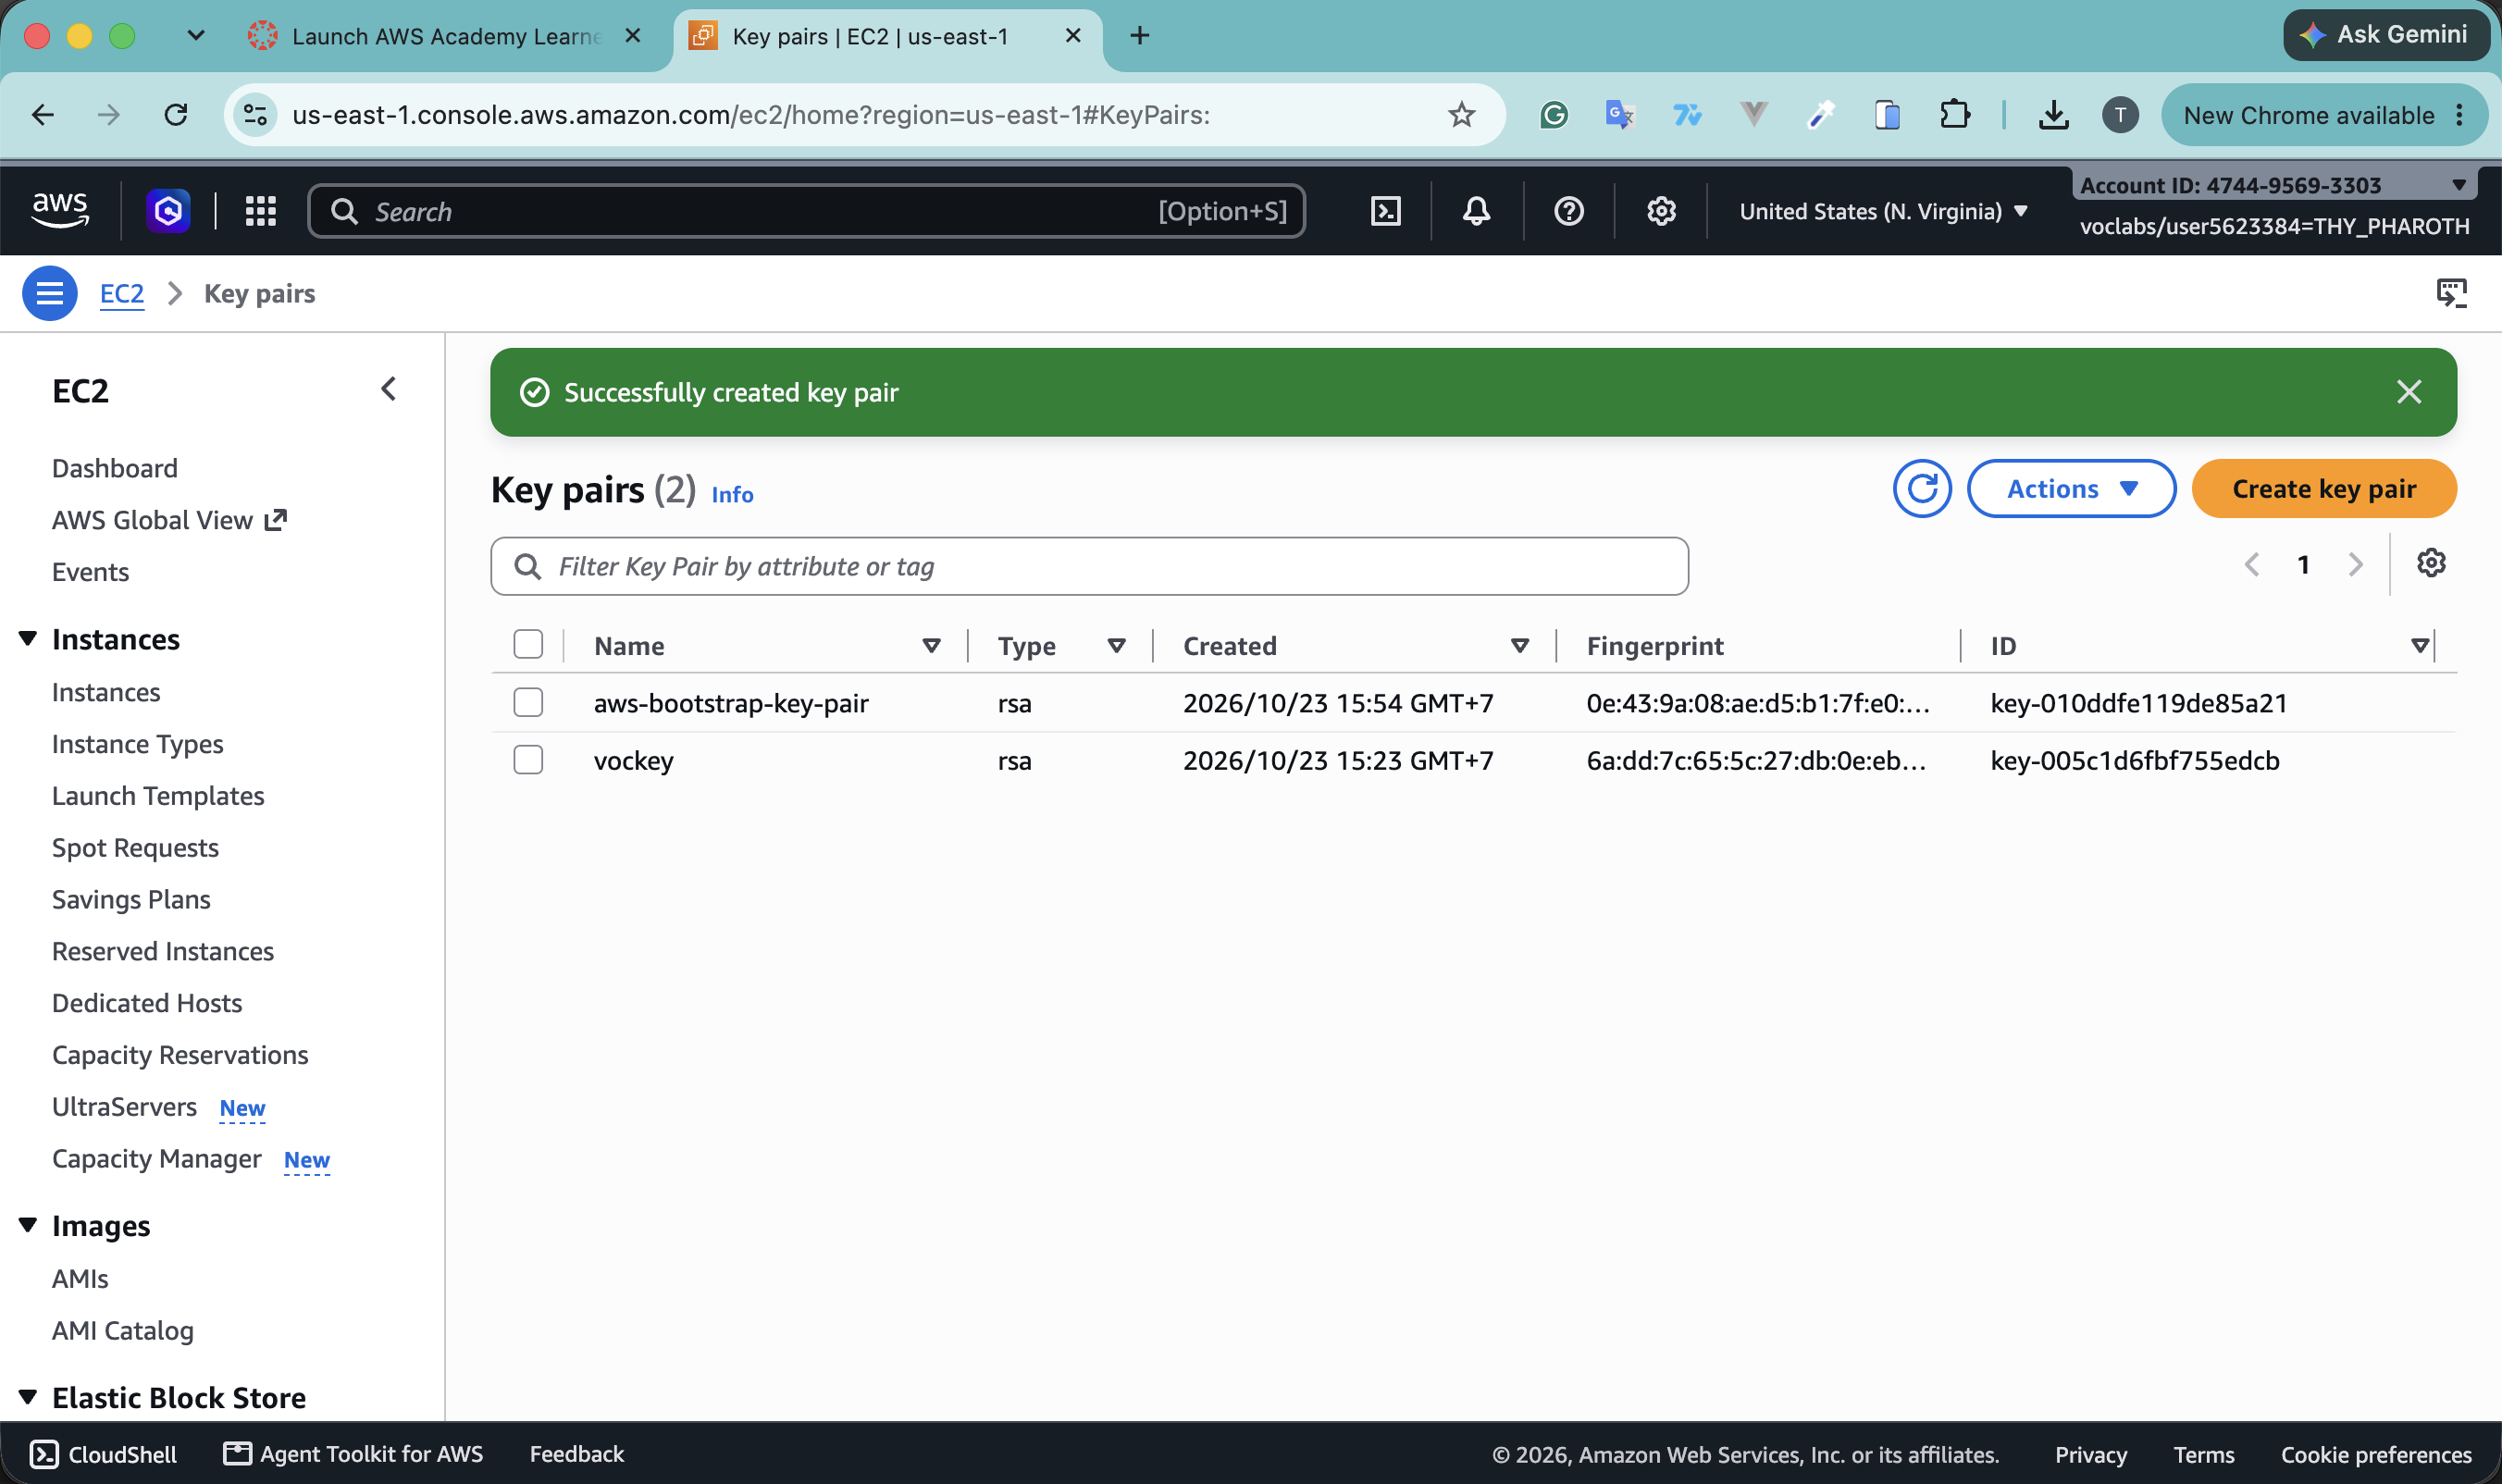 Launch AWS Academy Learne
Key pairs | EC2 | us-east-1
Ask Gemini
us-east-1.console.aws.amazon.com/ec2/home?region=us-east-1#KeyPairs:
T
New Chrome available
aws
Search
[Option+S]
United States (N. Virginia)
Account ID: 4744-9569-3303
voclabs/user5623384=THY_PHAROTH
EC2
Key pairs
EC2
Dashboard
AWS Global View
Events
Instances
Instances
Instance Types
Launch Templates
Spot Requests
Savings Plans
Reserved Instances
Dedicated Hosts
Capacity Reservations
UltraServers New
Capacity Manager New
Images
AMIs
AMI Catalog
Elastic Block Store
Successfully created key pair
Key pairs (2) Info
Actions
Create key pair
Filter Key Pair by attribute or tag
1
Name Type Created Fingerprint ID
aws-bootstrap-key-pair rsa 2026/10/23 15:54 GMT+7 0e:43:9a:08:ae:d5:b1:7f:e0:... key-010ddfe119de85a21
vockey rsa 2026/10/23 15:23 GMT+7 6a:dd:7c:65:5c:27:db:0e:eb... key-005c1d6fbf755edcb
CloudShell
Agent Toolkit for AWS
Feedback
© 2026, Amazon Web Services, Inc. or its affiliates.
Privacy
Terms
Cookie preferences